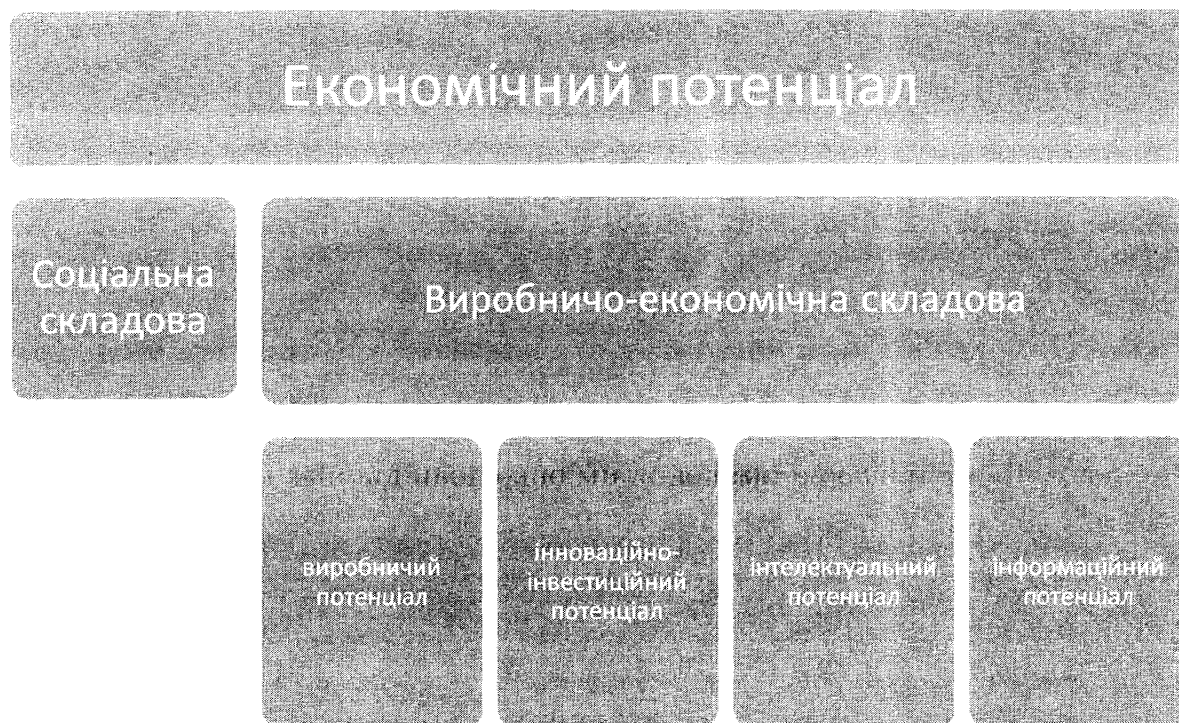 Економічний потенціал
Соціальна
складова
Виробничо-економічна складова
виробничий
потенціал
інноваційно-
інвестиційний
потенціал
інтелектуальний
потенціал
інформаційний
потенціал